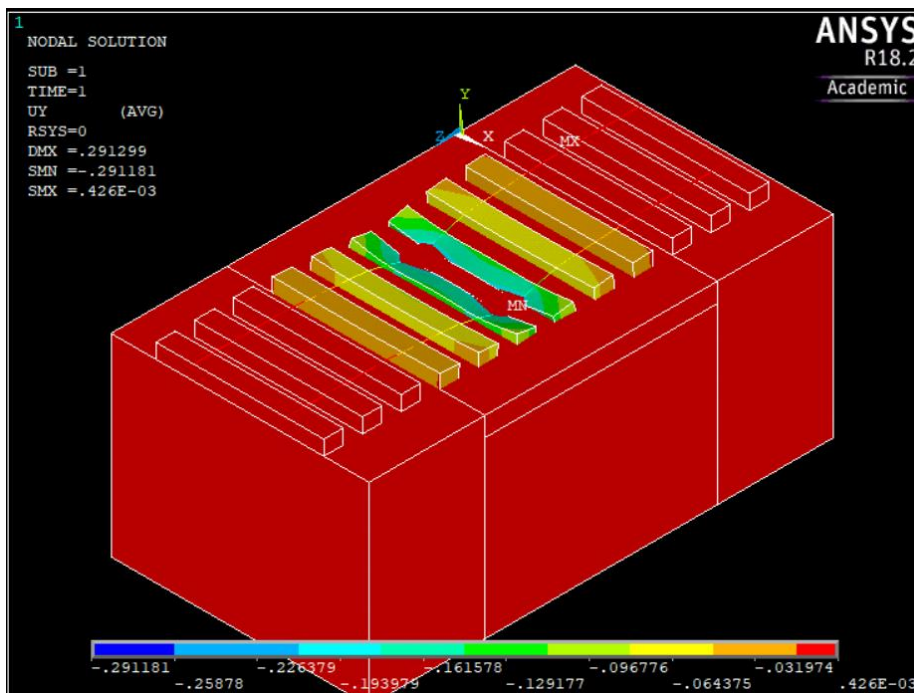 1
NODAL SOLUTION
SUB =1
TIME=1
UY (AVG)
RSYS=0
DMX =.291299
SMN =-.291181
SMX =.426E-03
ANSYS
R18.2
Academic
Y
Z X
MX
MN
-.291181 -.226379 -.161578 -.096776 -.031974
-.25878 -.193979 -.129177 -.064375 .426E-03